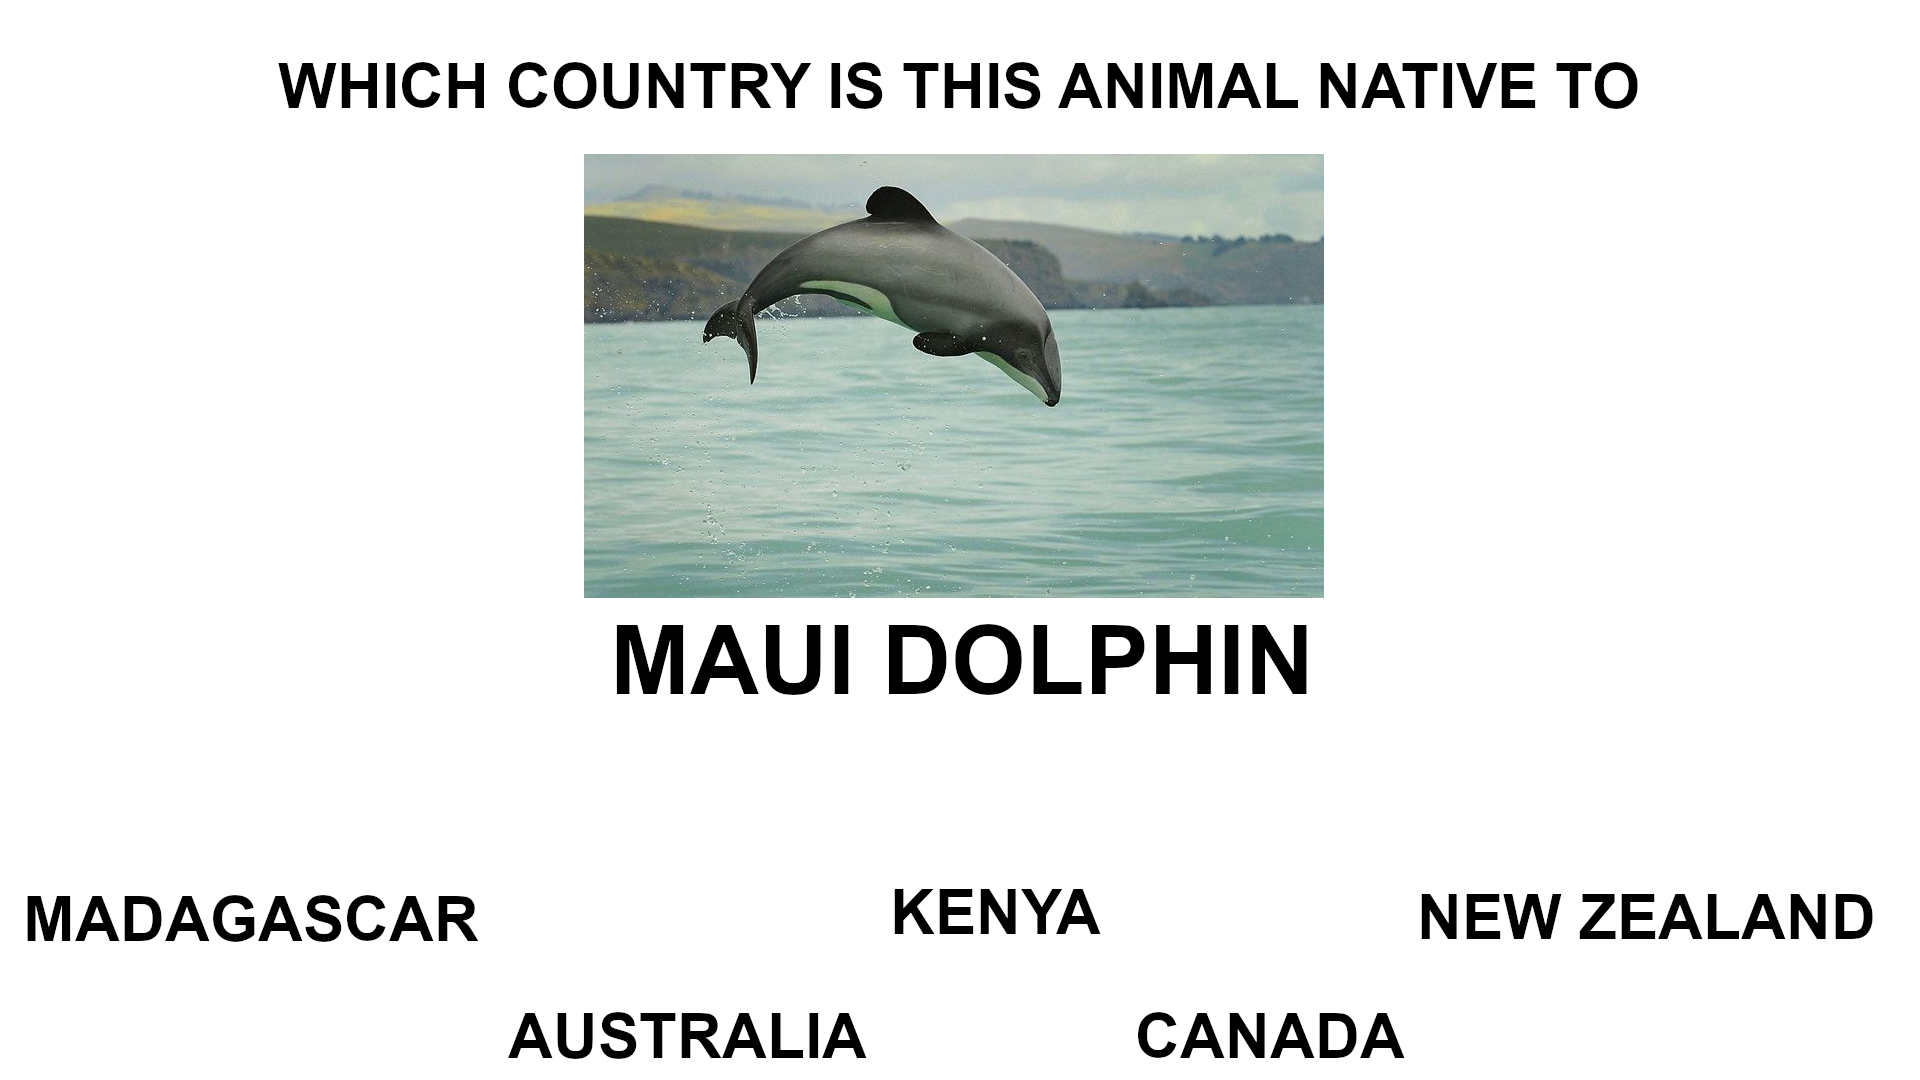 WHICH COUNTRY IS THIS ANIMAL NATIVE TO
MAUI DOLPHIN
MADAGASCAR
KENYA
NEW ZEALAND
AUSTRALIA
CANADA